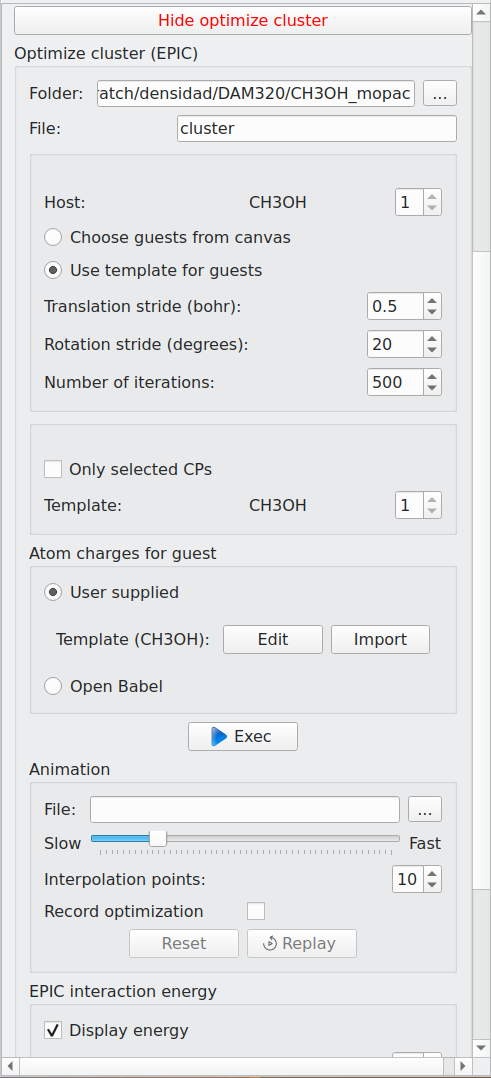 Hide optimize cluster
Optimize cluster (EPIC)
Folder: ratch/densidad/DAM320/CH3OH_mopac ...
File: cluster
Host: CH3OH 1
Choose guests from canvas
Use template for guests
Translation stride (bohr): 0.5
Rotation stride (degrees): 20
Number of iterations: 500
Only selected CPs
Template: CH3OH 1
Atom charges for guest
User supplied
Template (CH3OH): Edit Import
Open Babel
Exec
Animation
File: ...
Slow Fast
Interpolation points: 10
Record optimization
Reset Replay
EPIC interaction energy
Display energy